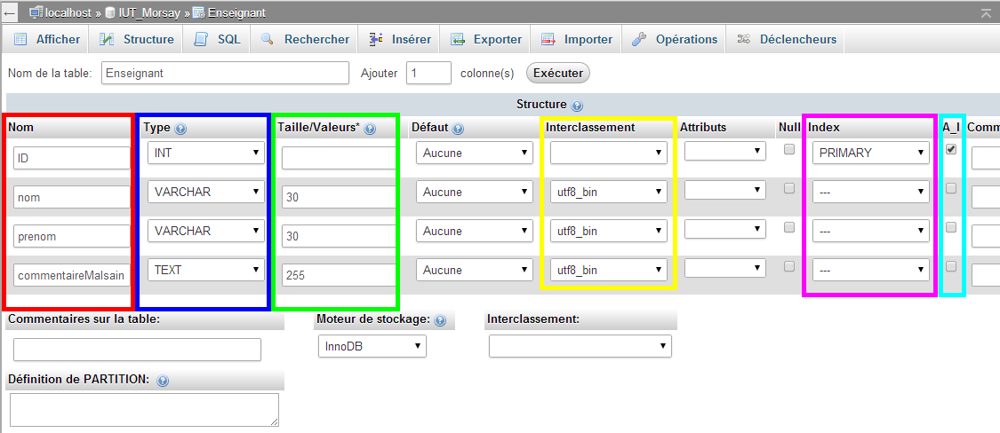 localhost » IUT_Morsay » Enseignant
Afficher Structure SQL Rechercher Insérer Exporter Importer Opérations Déclencheurs
Nom de la table: Enseignant Ajouter 1 colonne(s) Exécuter
Structure
Nom Type Taille/Valeurs* Défaut Interclassement Attributs Null Index A_I Comm
ID INT Aucune PRIMARY
nom VARCHAR 30 Aucune utf8_bin ---
prenom VARCHAR 30 Aucune utf8_bin ---
commentaireMalsain TEXT 255 Aucune utf8_bin ---
Commentaires sur la table: Moteur de stockage: Interclassement:
InnoDB
Définition de PARTITION: